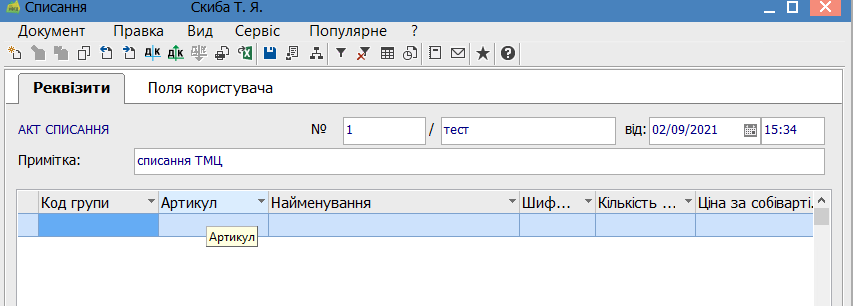 Списання Скиба Т. Я.
Документ Правка Вид Сервіс Популярне ?
Реквізити Поля користувача
АКТ СПИСАННЯ № 1 / тест від: 02/09/2021 15:34
Примітка: списання ТМЦ
Код групи Артикул Найменування Шиф... Кількість ... Ціна за собіварті.
Артикул